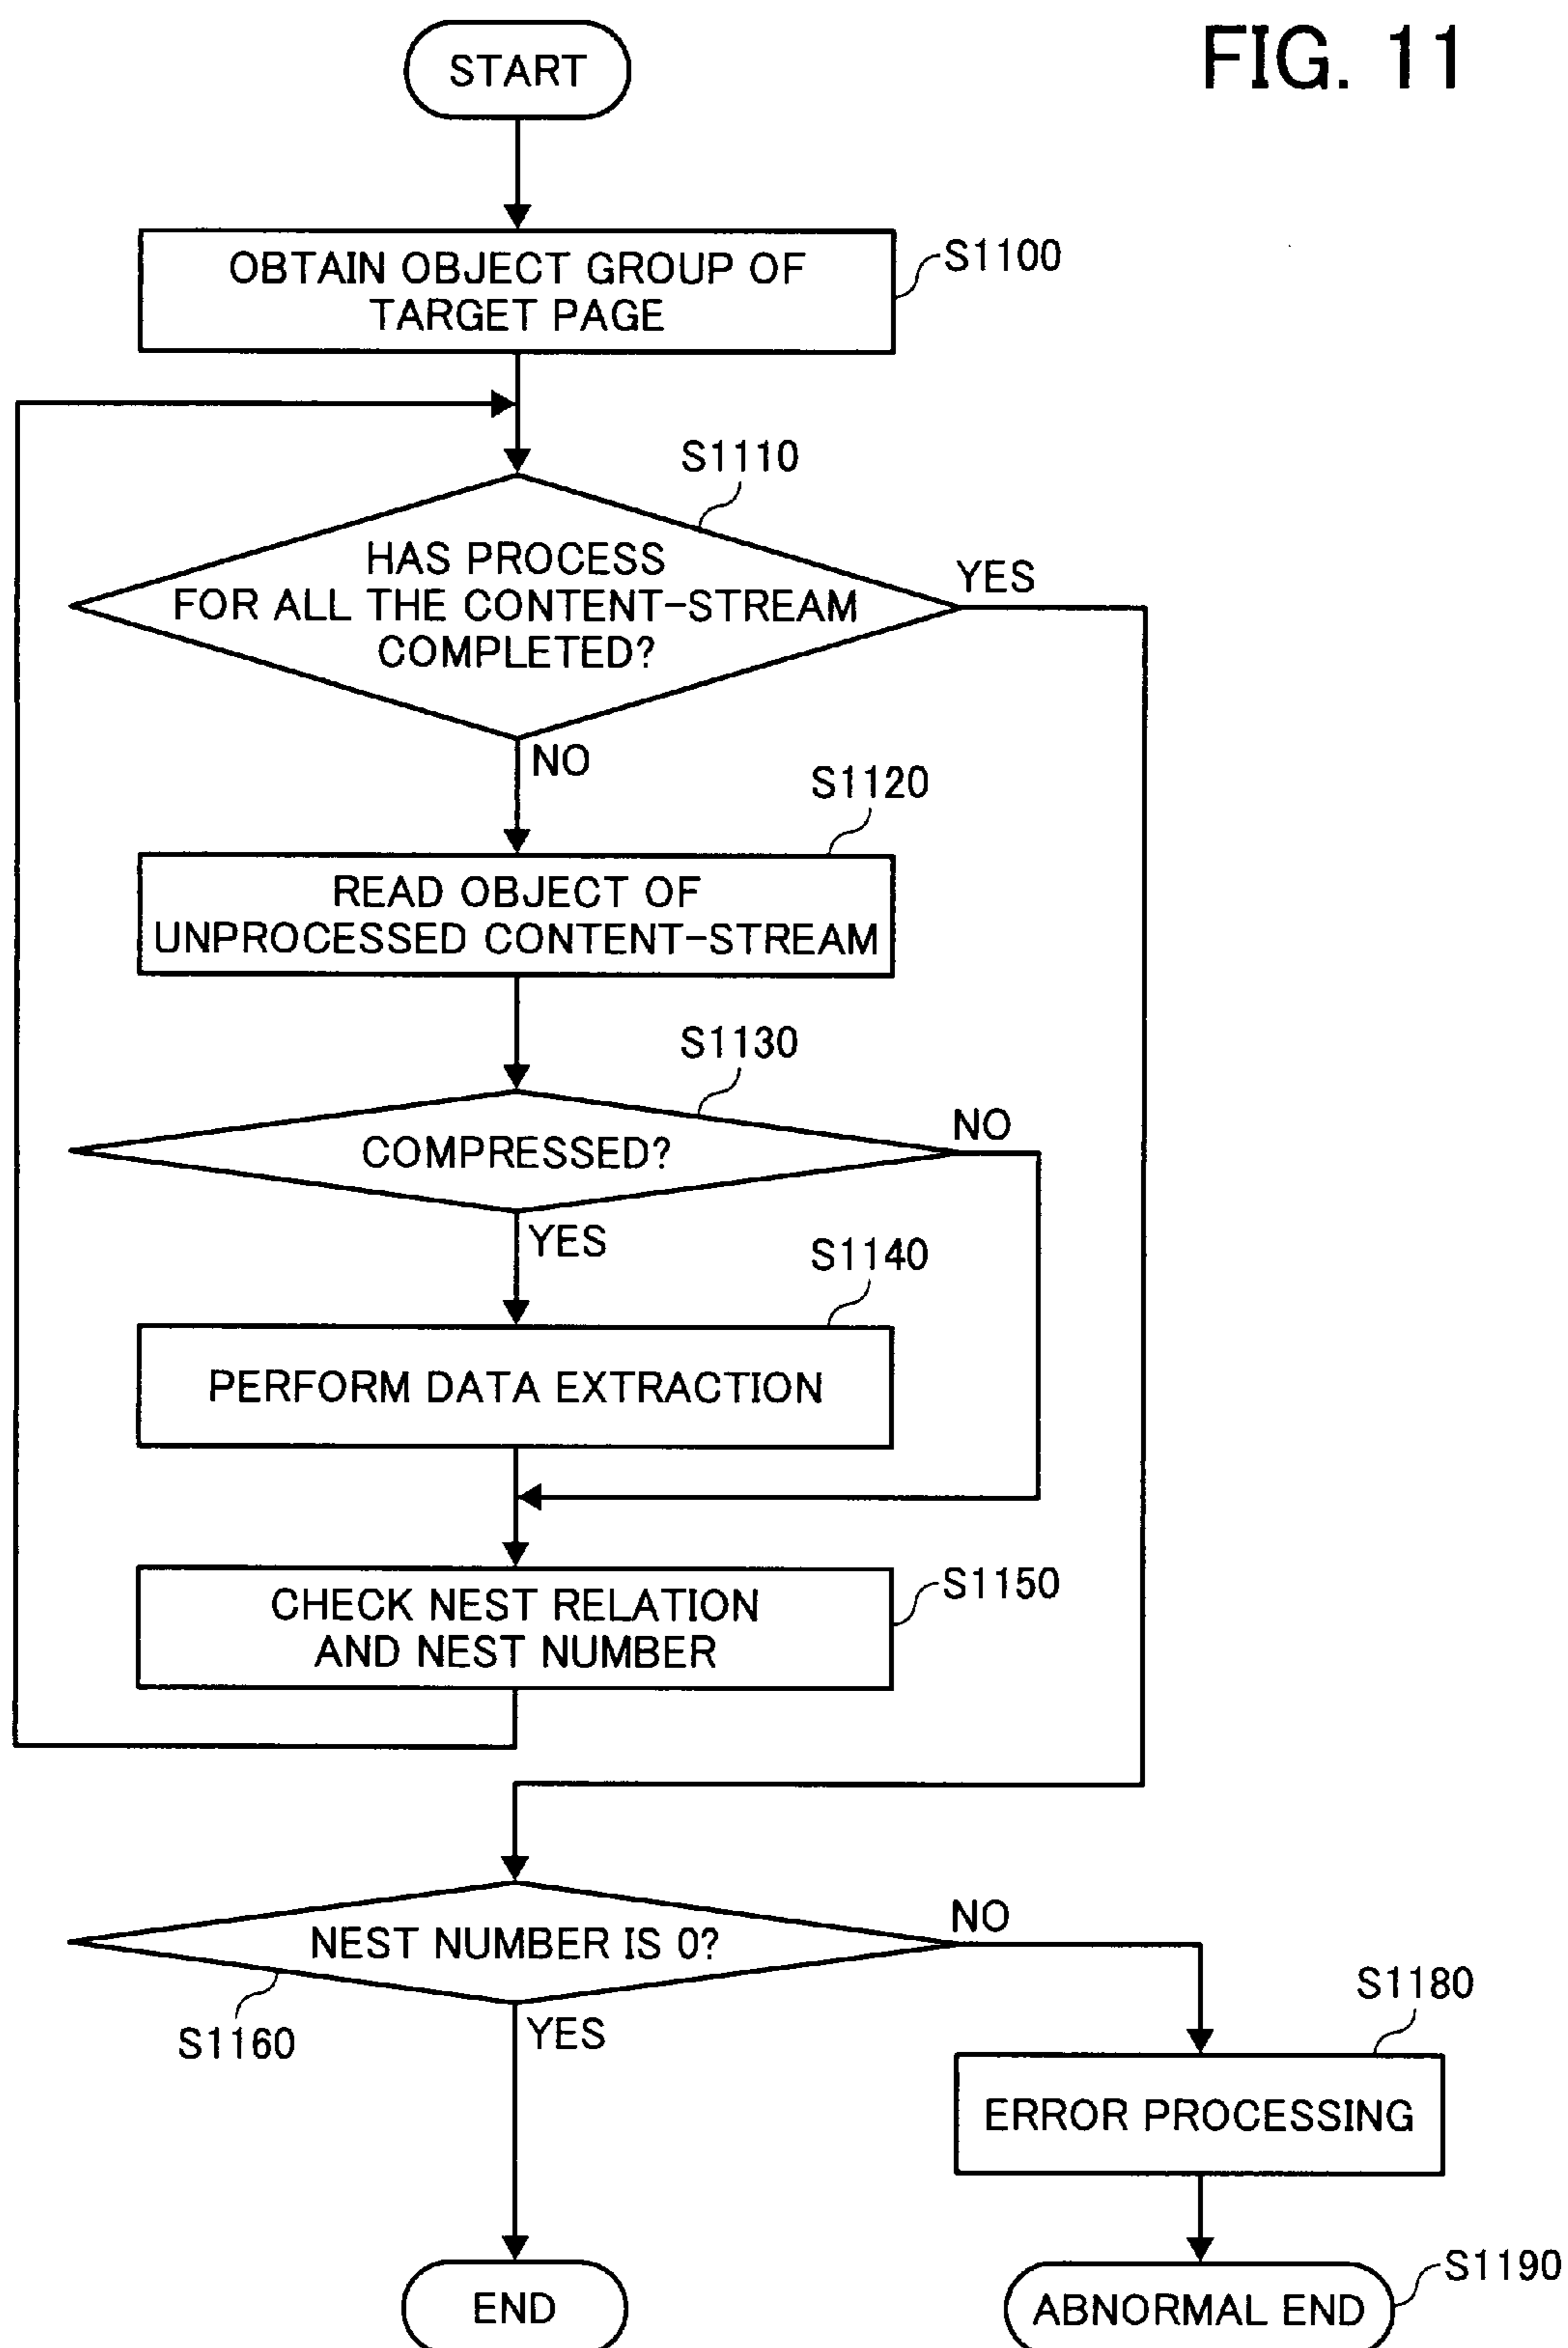 FIG. 11
START
OBTAIN OBJECT GROUP OF
TARGET PAGE
S1100
S1110
HAS PROCESS
FOR ALL THE CONTENT-STREAM
COMPLETED?
YES
NO
S1120
READ OBJECT OF
UNPROCESSED CONTENT-STREAM
S1130
COMPRESSED?
NO
YES
S1140
PERFORM DATA EXTRACTION
CHECK NEST RELATION
AND NEST NUMBER
S1150
NEST NUMBER IS 0?
NO
S1160
YES
S1180
ERROR PROCESSING
END
ABNORMAL END
S1190